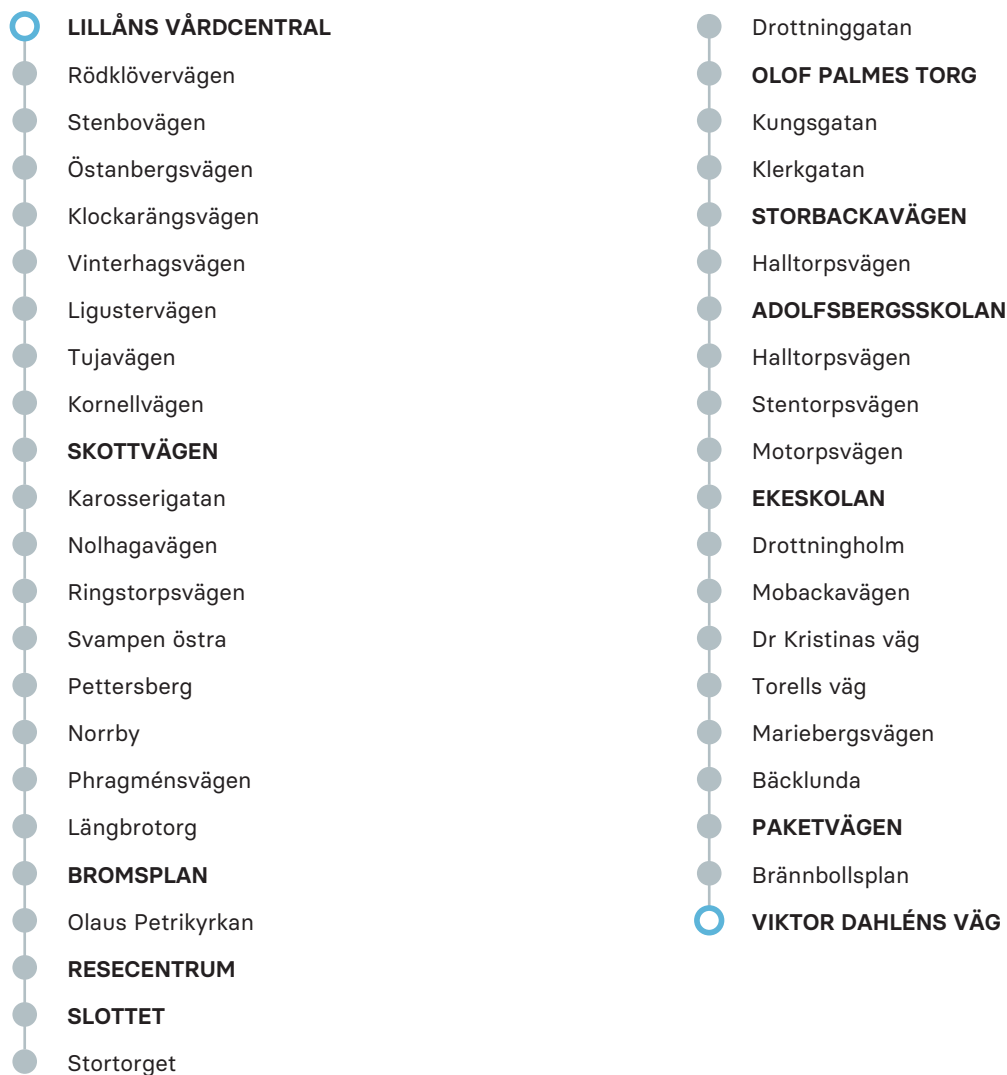 LILLÅNS VÅRDCENTRAL
Rödklövervägen
Stenbovägen
Östanbergsvägen
Klockarängsvägen
Vinterhagsvägen
Ligustervägen
Tujavägen
Kornellvägen
SKOTTVÄGEN
Karosserigatan
Nolhagavägen
Ringstorpsvägen
Svampen östra
Pettersberg
Norrby
Phragménsvägen
Längbrotorg
BROMSPLAN
Olaus Petrikyrkan
RESECENTRUM
SLOTTET
Stortorget
Drottninggatan
OLOF PALMES TORG
Kungsgatan
Klerkgatan
STORBACKAVÄGEN
Halltorpsvägen
ADOLFSBERGSSKOLAN
Halltorpsvägen
Stentorpsvägen
Motorpsvägen
EKESKOLAN
Drottningholm
Mobackavägen
Dr Kristinas väg
Torells väg
Mariebergsvägen
Bäcklunda
PAKETVÄGEN
Brännbollsplan
VIKTOR DAHLÉNS VÄG